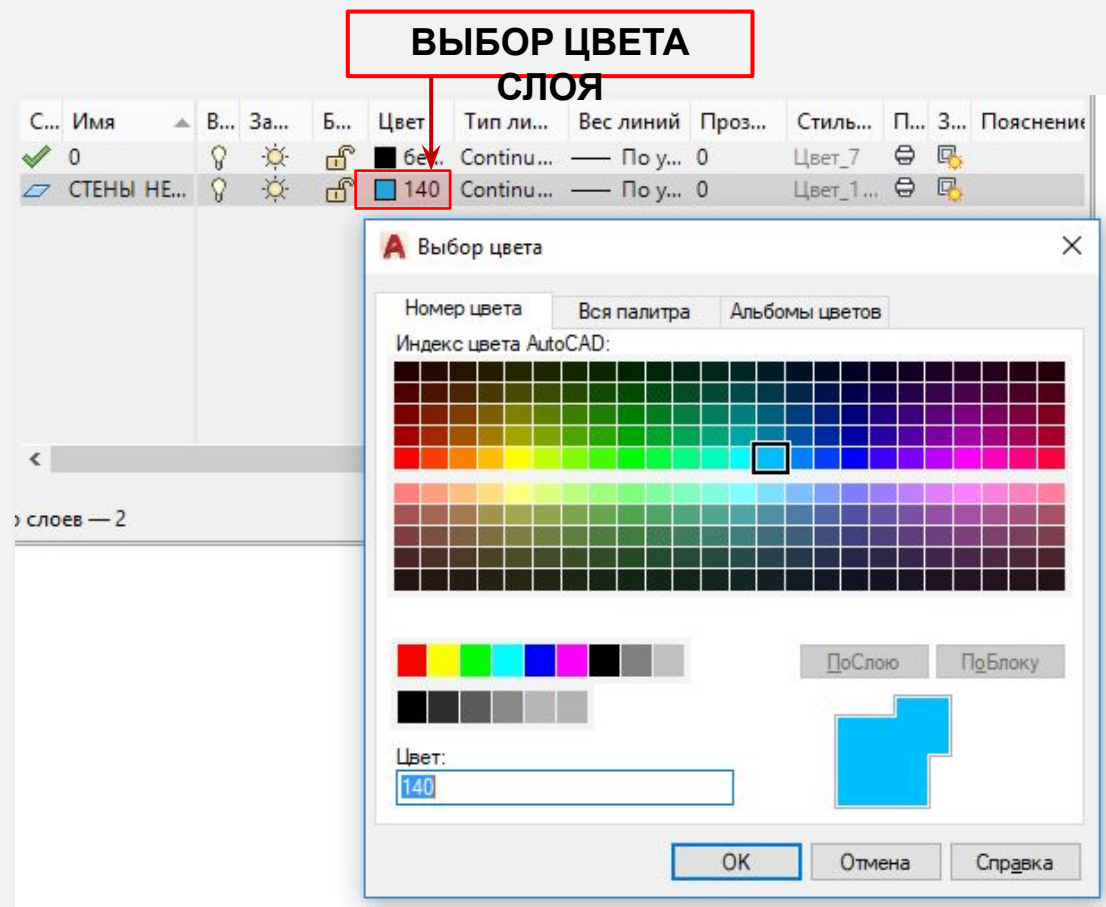 ВЫБОР ЦВЕТА
СЛОЯ
С... Имя В... За... Б... Цвет Тип ли... Вес линий Проз... Стиль... П... З... Пояснение
0 бе... Continu... По у... 0 Цвет_7
СТЕНЫ НЕ... 140 Continu... По у... 0 Цвет_1...
Выбор цвета
Номер цвета Вся палитра Альбомы цветов
Индекс цвета AutoCAD:
о слоев — 2
ПоСлою ПоБлоку
Цвет:
140
OK Отмена Справка